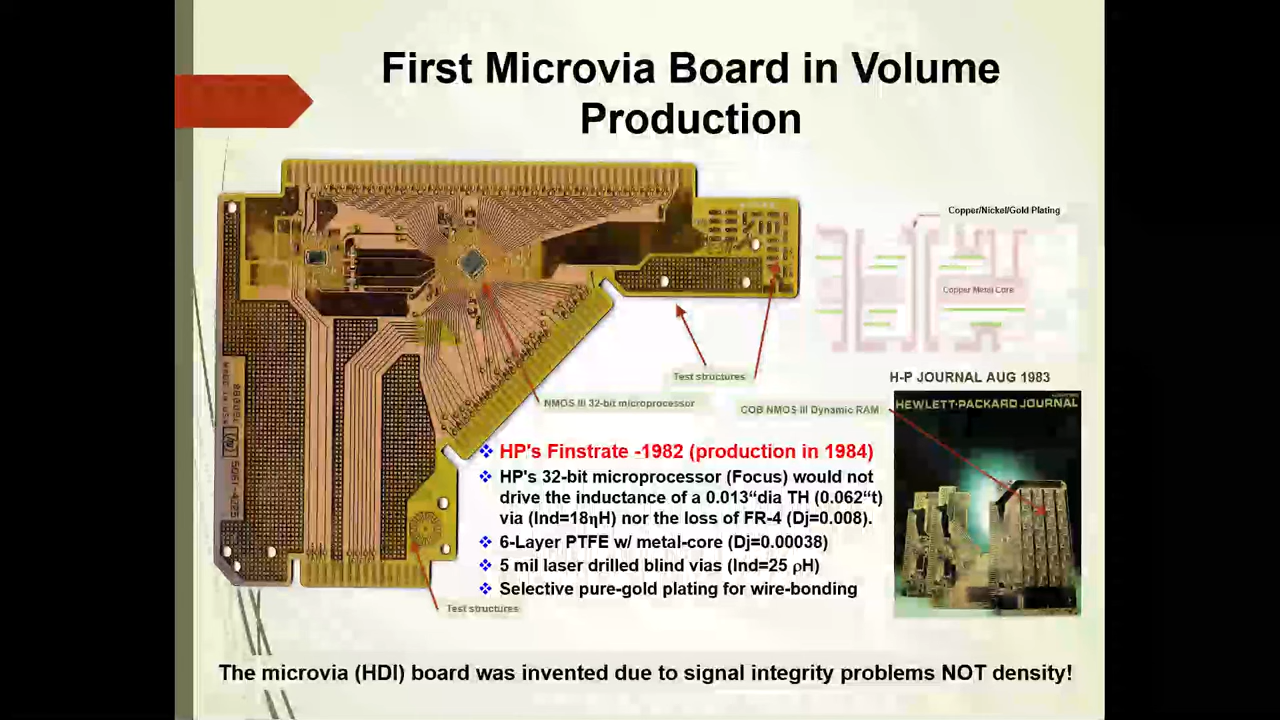 First Microvia Board in Volume
Production
Copper/Nickel/Gold Plating
Copper Metal Core
Test structures
H-P JOURNAL AUG 1983
NMOS III 32-bit microprocessor
COB NMOS III Dynamic RAM
HEWLETT-PACKARD JOURNAL
❖ HP's Finstrate -1982 (production in 1984)
❖ HP's 32-bit microprocessor (Focus) would not
drive the inductance of a 0.013“dia TH (0.062“t)
via (Ind=18ηH) nor the loss of FR-4 (Dj=0.008).
❖ 6-Layer PTFE w/ metal-core (Dj=0.00038)
❖ 5 mil laser drilled blind vias (Ind=25 ρH)
❖ Selective pure-gold plating for wire-bonding
Test structures
The microvia (HDI) board was invented due to signal integrity problems NOT density!